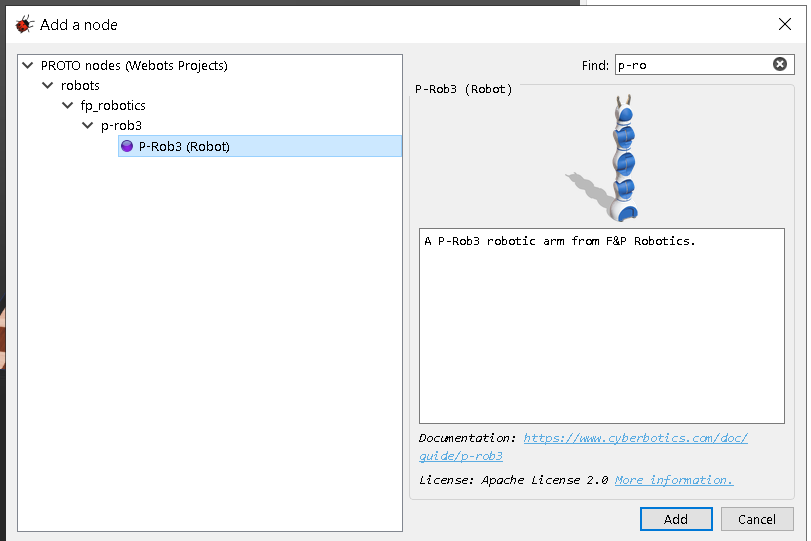 Add a node
PROTO nodes (Webots Projects)
robots
fp_robotics
p-rob3
P-Rob3 (Robot)
Find: p-ro
P-Rob3 (Robot)
A P-Rob3 robotic arm from F&P Robotics.
Documentation: https://www.cyberbotics.com/doc/
guide/p-rob3
License: Apache License 2.0 More information.
Add Cancel